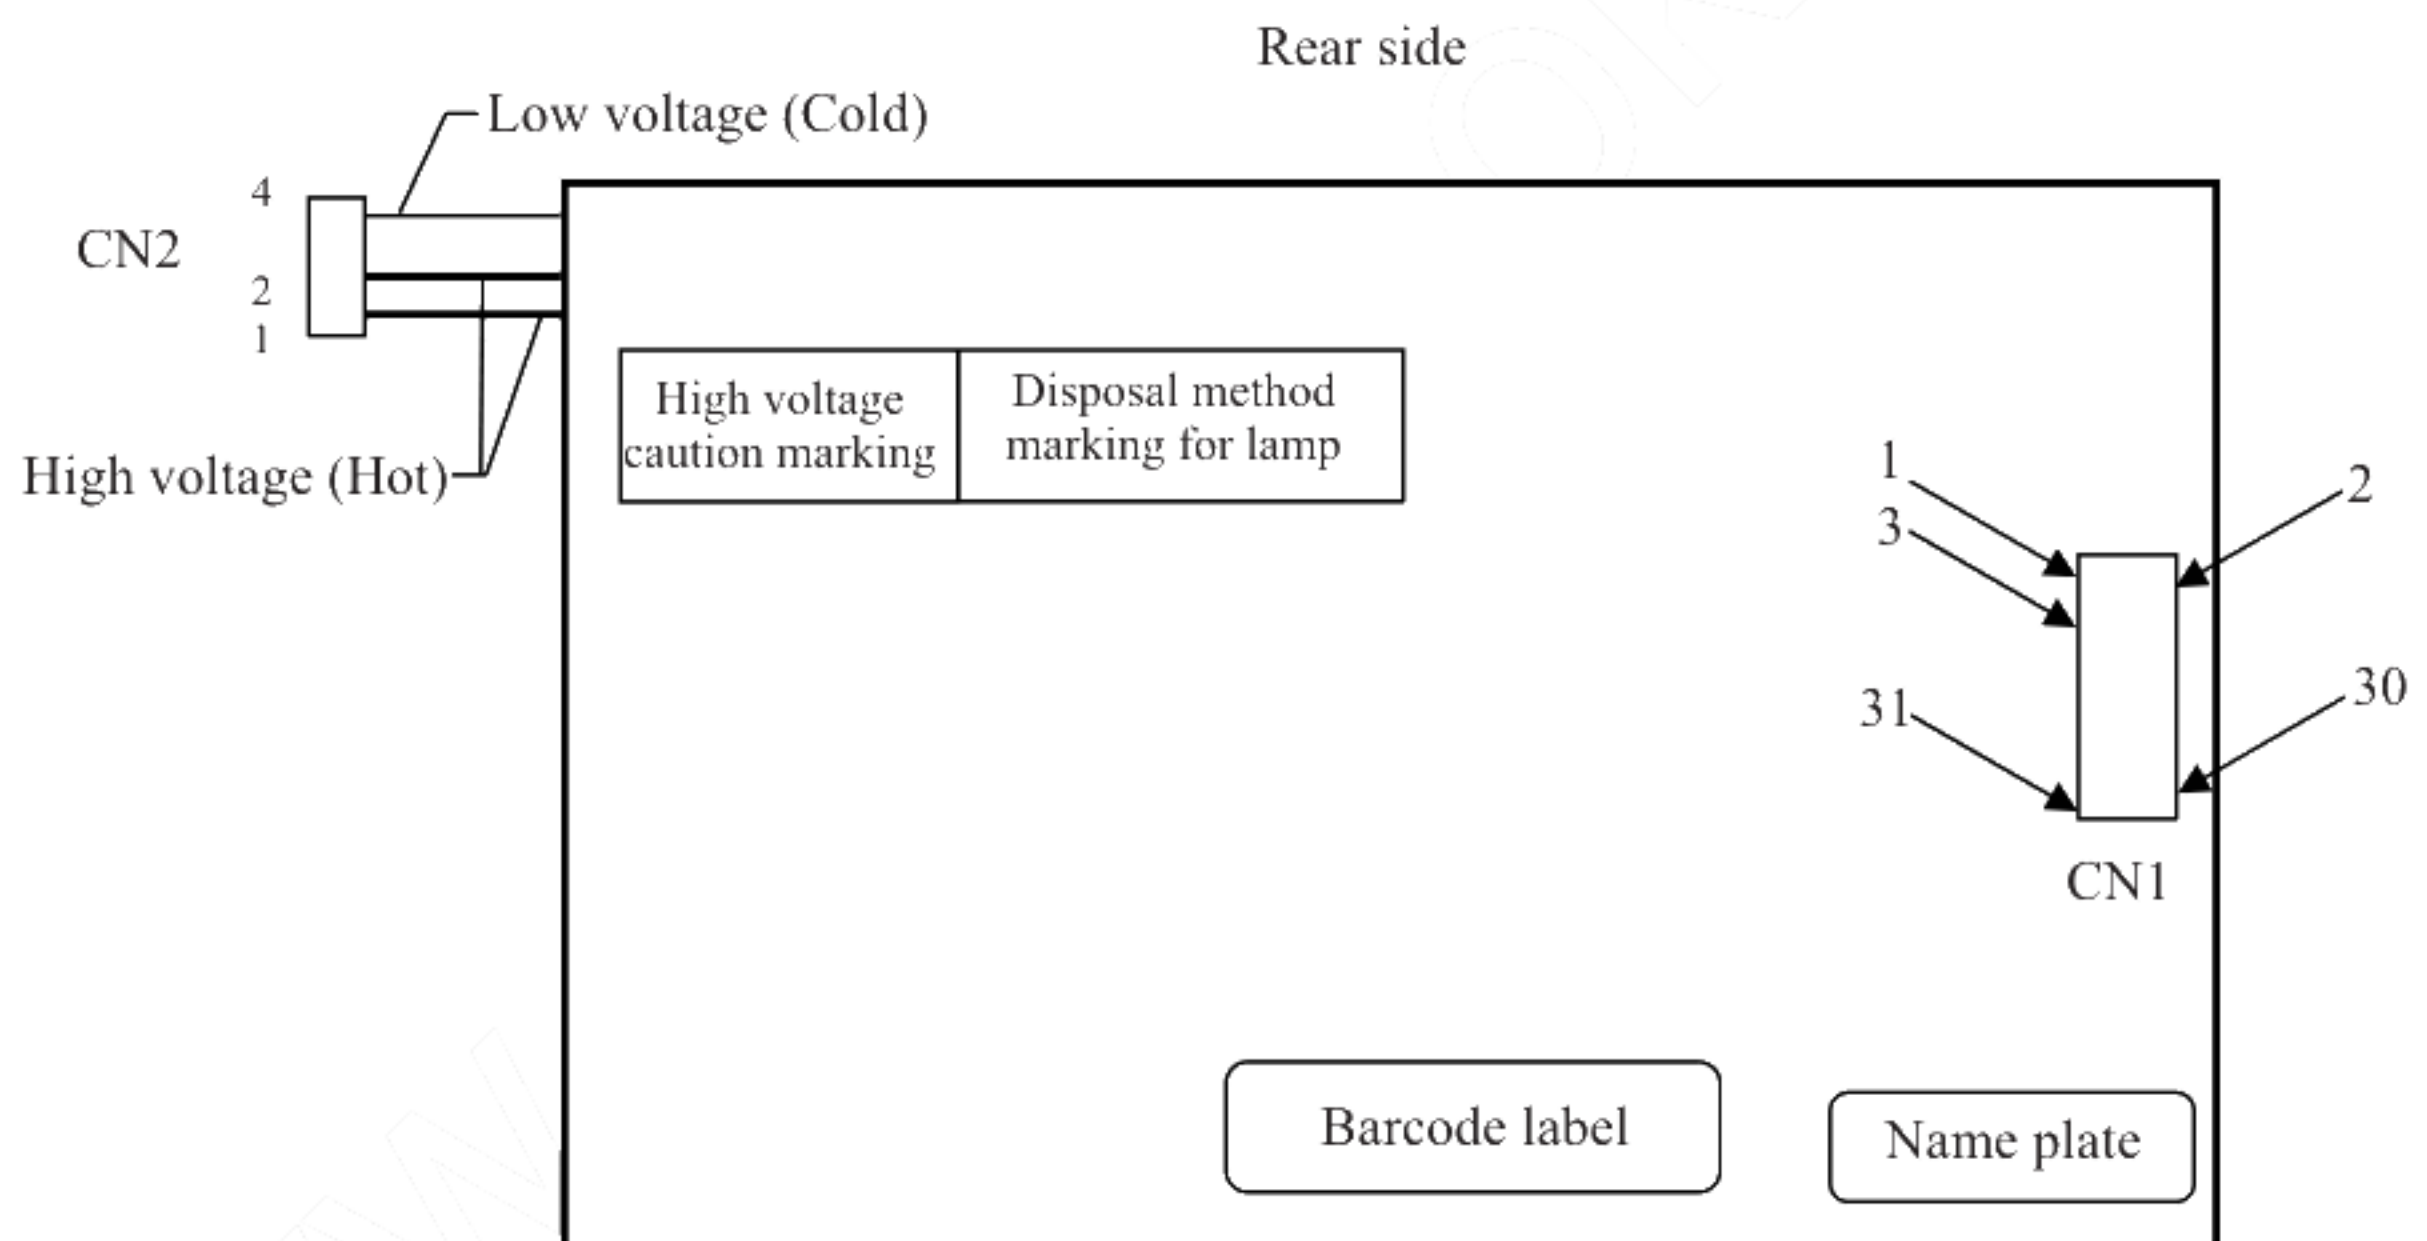 Rear side
Low voltage (Cold)
4
CN2
2
1
High voltage
caution marking
Disposal method
marking for lamp
High voltage (Hot)
1
2
3
31
30
CN1
Barcode label
Name plate